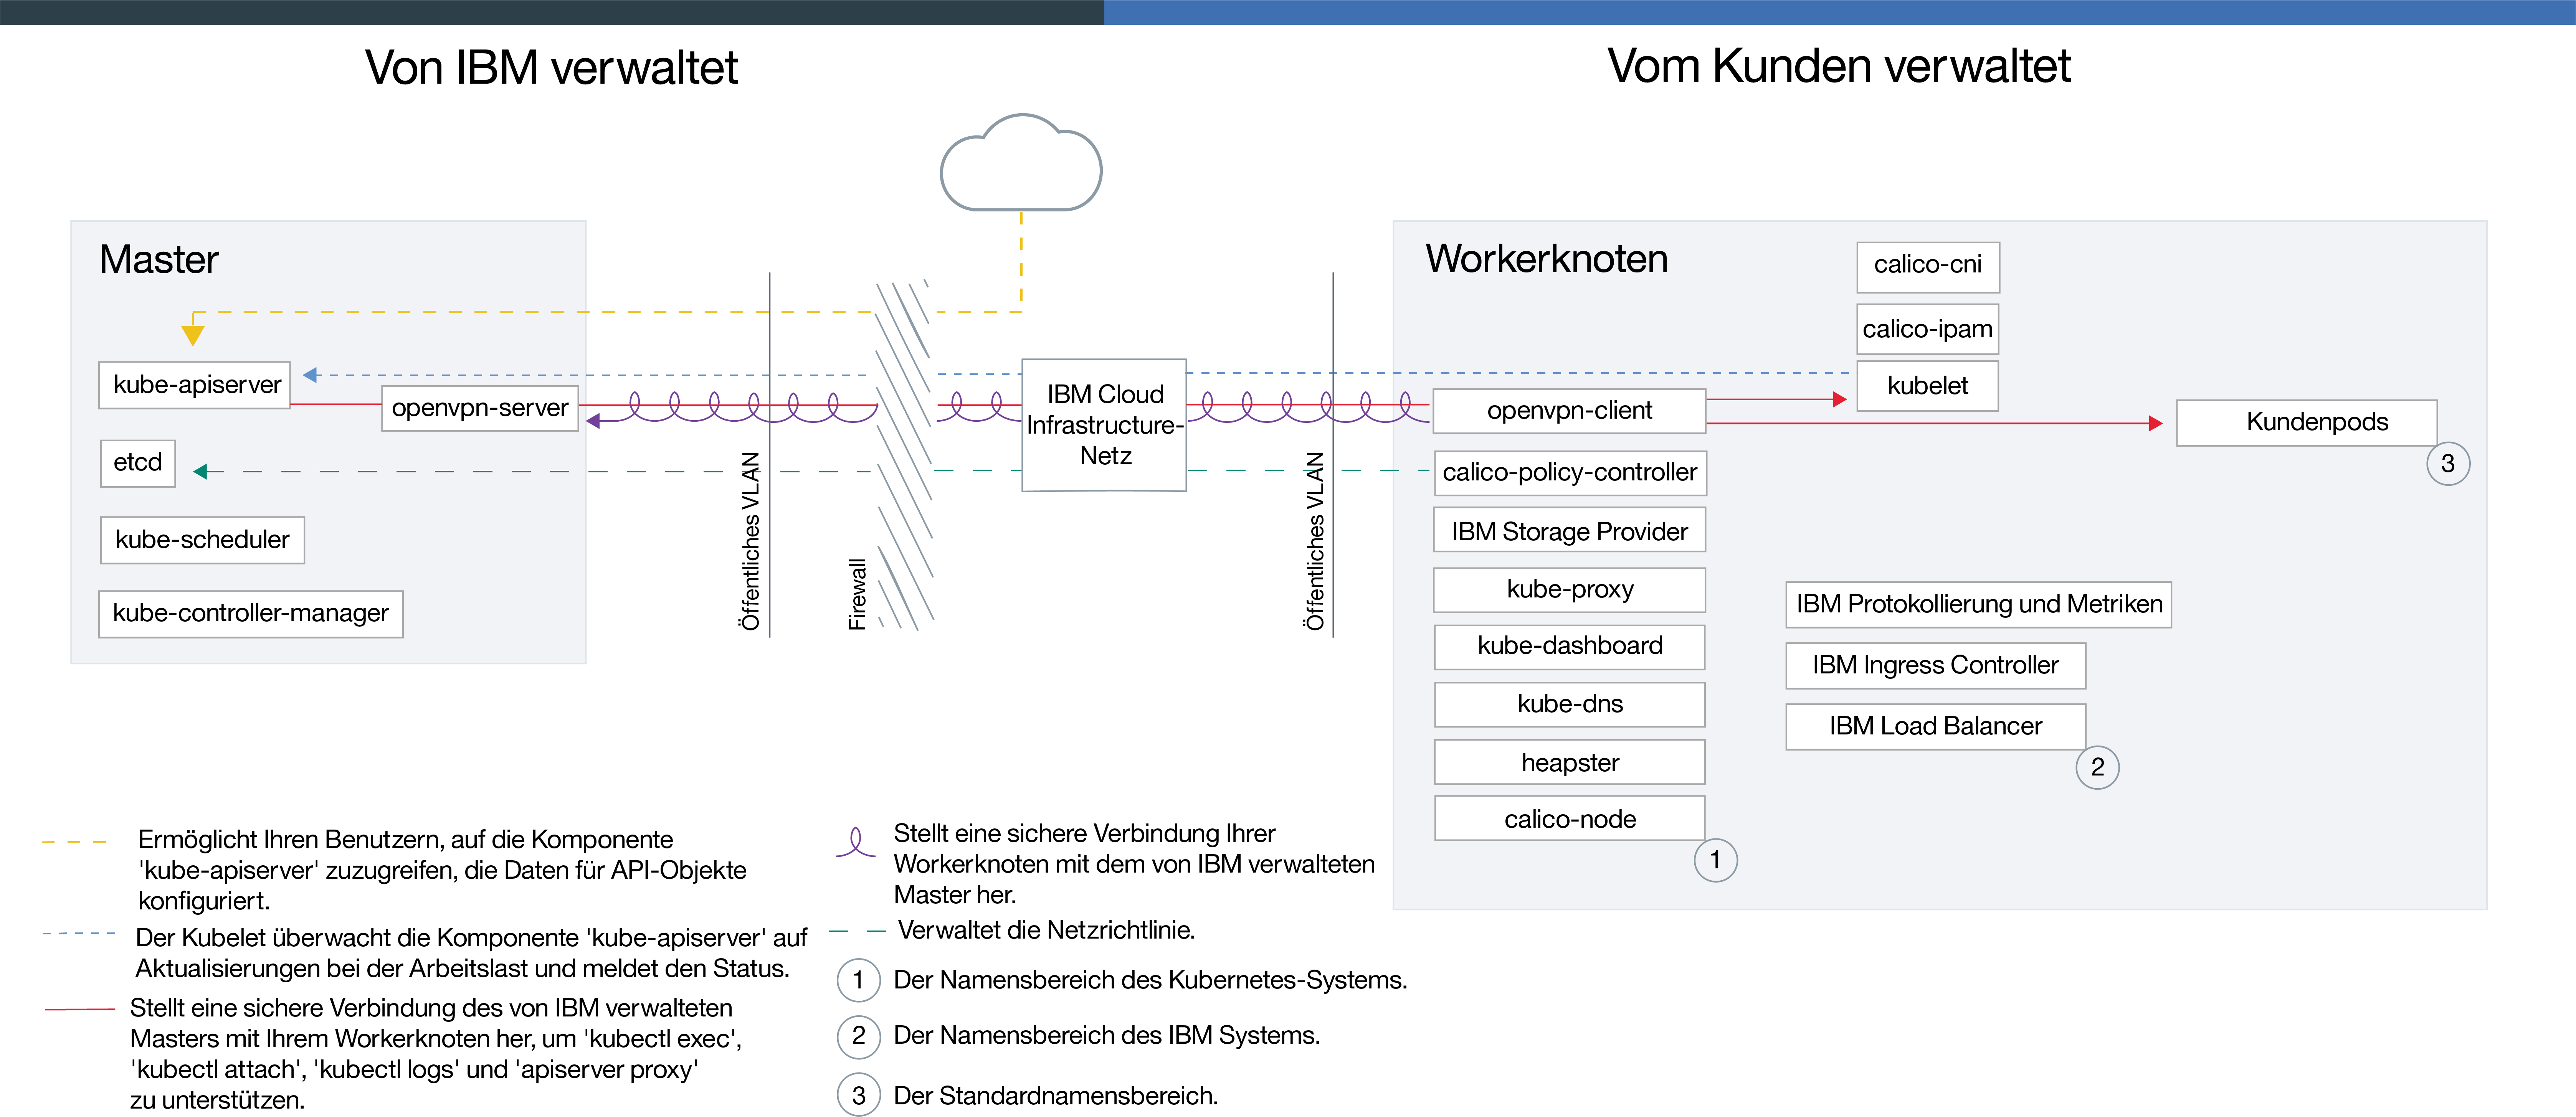 Von IBM verwaltet
Vom Kunden verwaltet
Master
kube-apiserver
openvpn-server
etcd
kube-scheduler
kube-controller-manager
Öffentliches VLAN
Firewall
IBM Cloud
Infrastructure-
Netz
Öffentliches VLAN
Workerknoten
calico-cni
calico-ipam
kubelet
openvpn-client
Kundenpods
3
calico-policy-controller
IBM Storage Provider
kube-proxy
kube-dashboard
kube-dns
heapster
calico-node
1
IBM Protokollierung und Metriken
IBM Ingress Controller
IBM Load Balancer
2
Ermöglicht Ihren Benutzern, auf die Komponente
'kube-apiserver' zuzugreifen, die Daten für API-Objekte
konfiguriert.
Der Kubelet überwacht die Komponente 'kube-apiserver' auf
Aktualisierungen bei der Arbeitslast und meldet den Status.
Stellt eine sichere Verbindung des von IBM verwalteten
Masters mit Ihrem Workerknoten her, um 'kubectl exec',
'kubectl attach', 'kubectl logs' und 'apiserver proxy'
zu unterstützen.
Stellt eine sichere Verbindung Ihrer
Workerknoten mit dem von IBM verwalteten
Master her.
Verwaltet die Netzrichtlinie.
1 Der Namensbereich des Kubernetes-Systems.
2 Der Namensbereich des IBM Systems.
3 Der Standardnamensbereich.